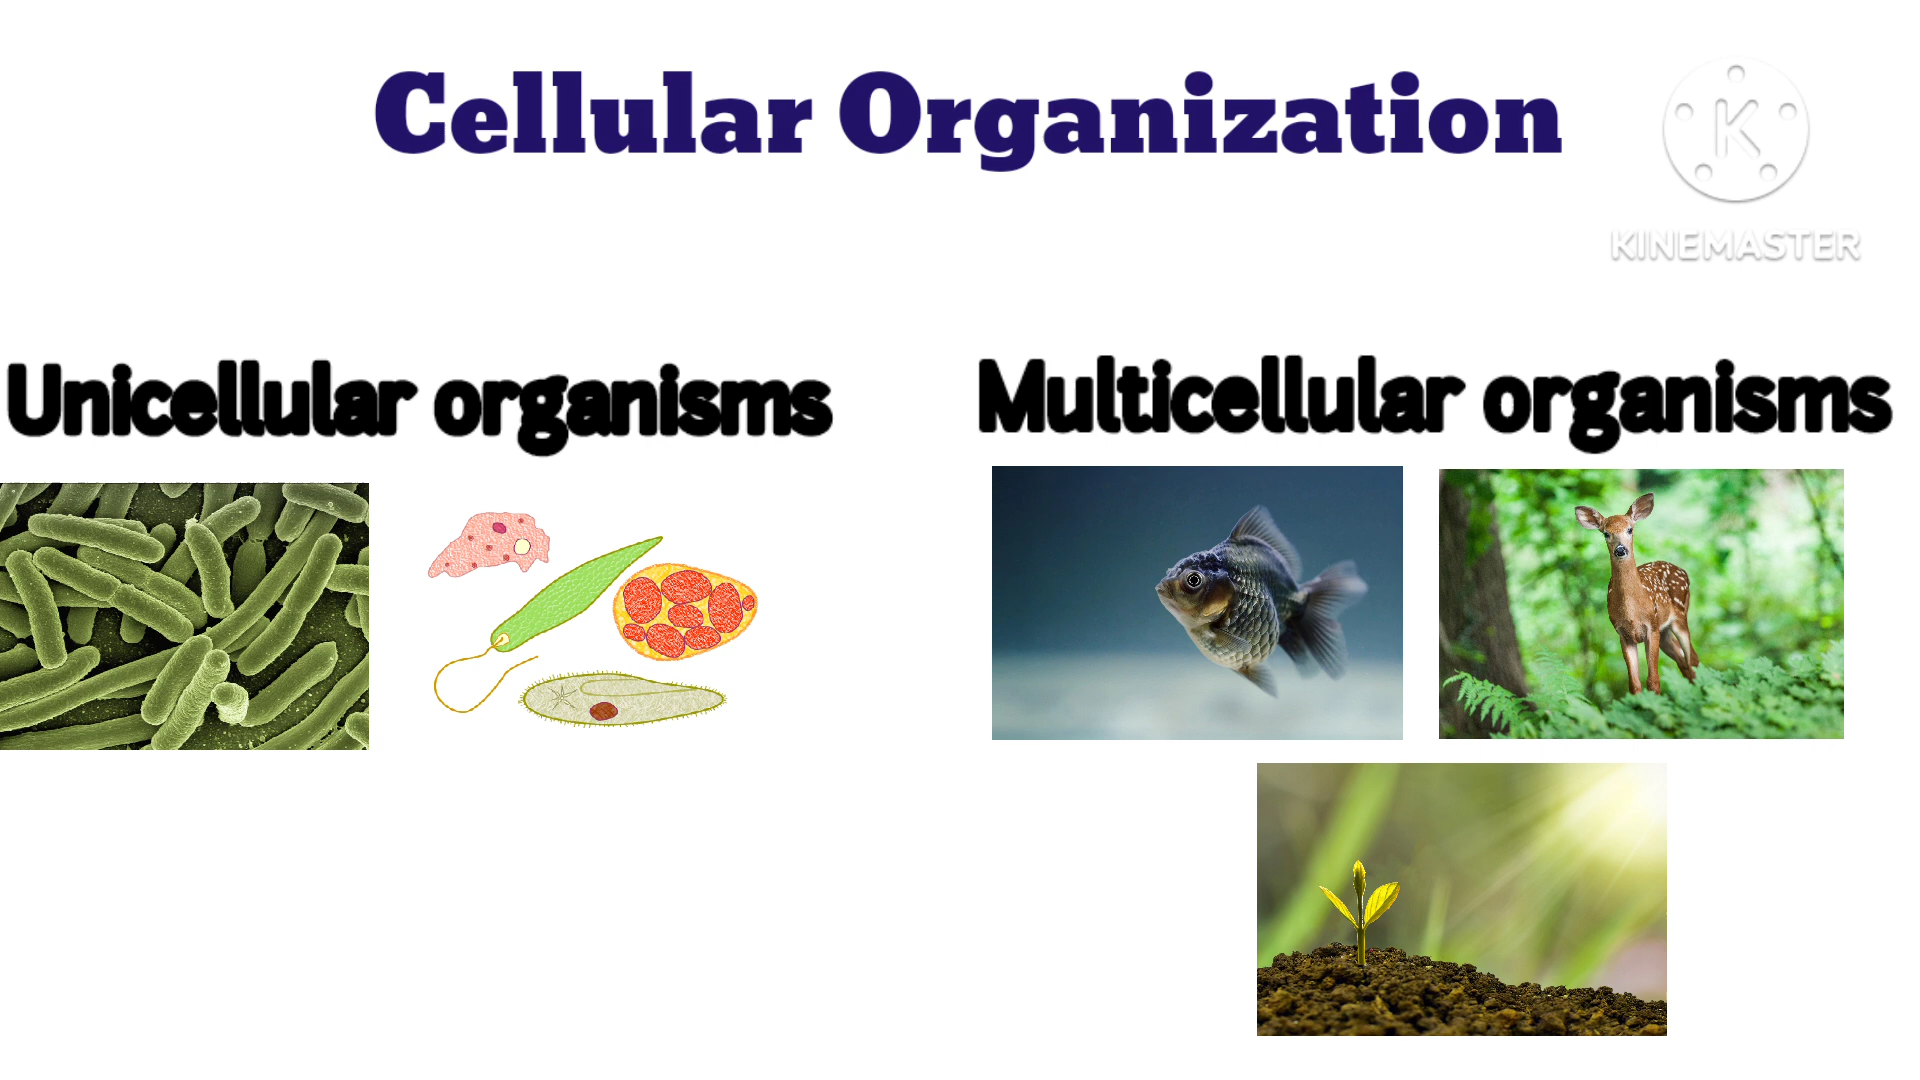 Cellular Organization
K
KINEMASTER
Unicellular organisms
Multicellular organisms